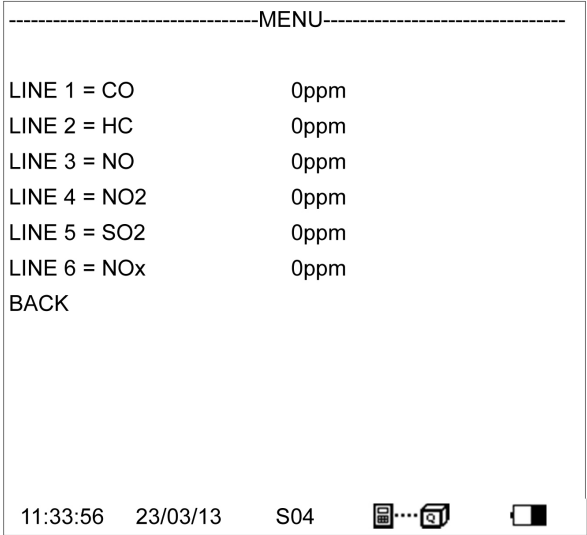 ----------------------------------MENU---------------------------------
LINE 1 = CO 0ppm
LINE 2 = HC 0ppm
LINE 3 = NO 0ppm
LINE 4 = NO2 0ppm
LINE 5 = SO2 0ppm
LINE 6 = NOx 0ppm
BACK
11:33:56 23/03/13 S04